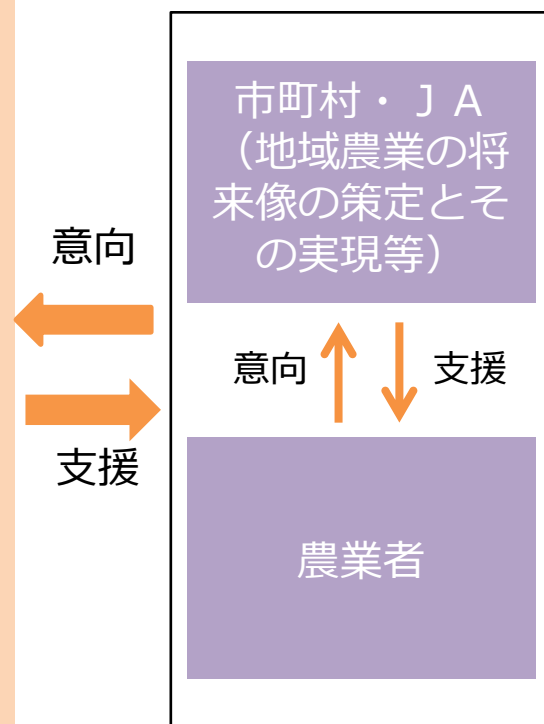 市町村・ＪＡ
（地域農業の将
来像の策定とそ
の実現等）
意向
意向
支援
支援
農業者